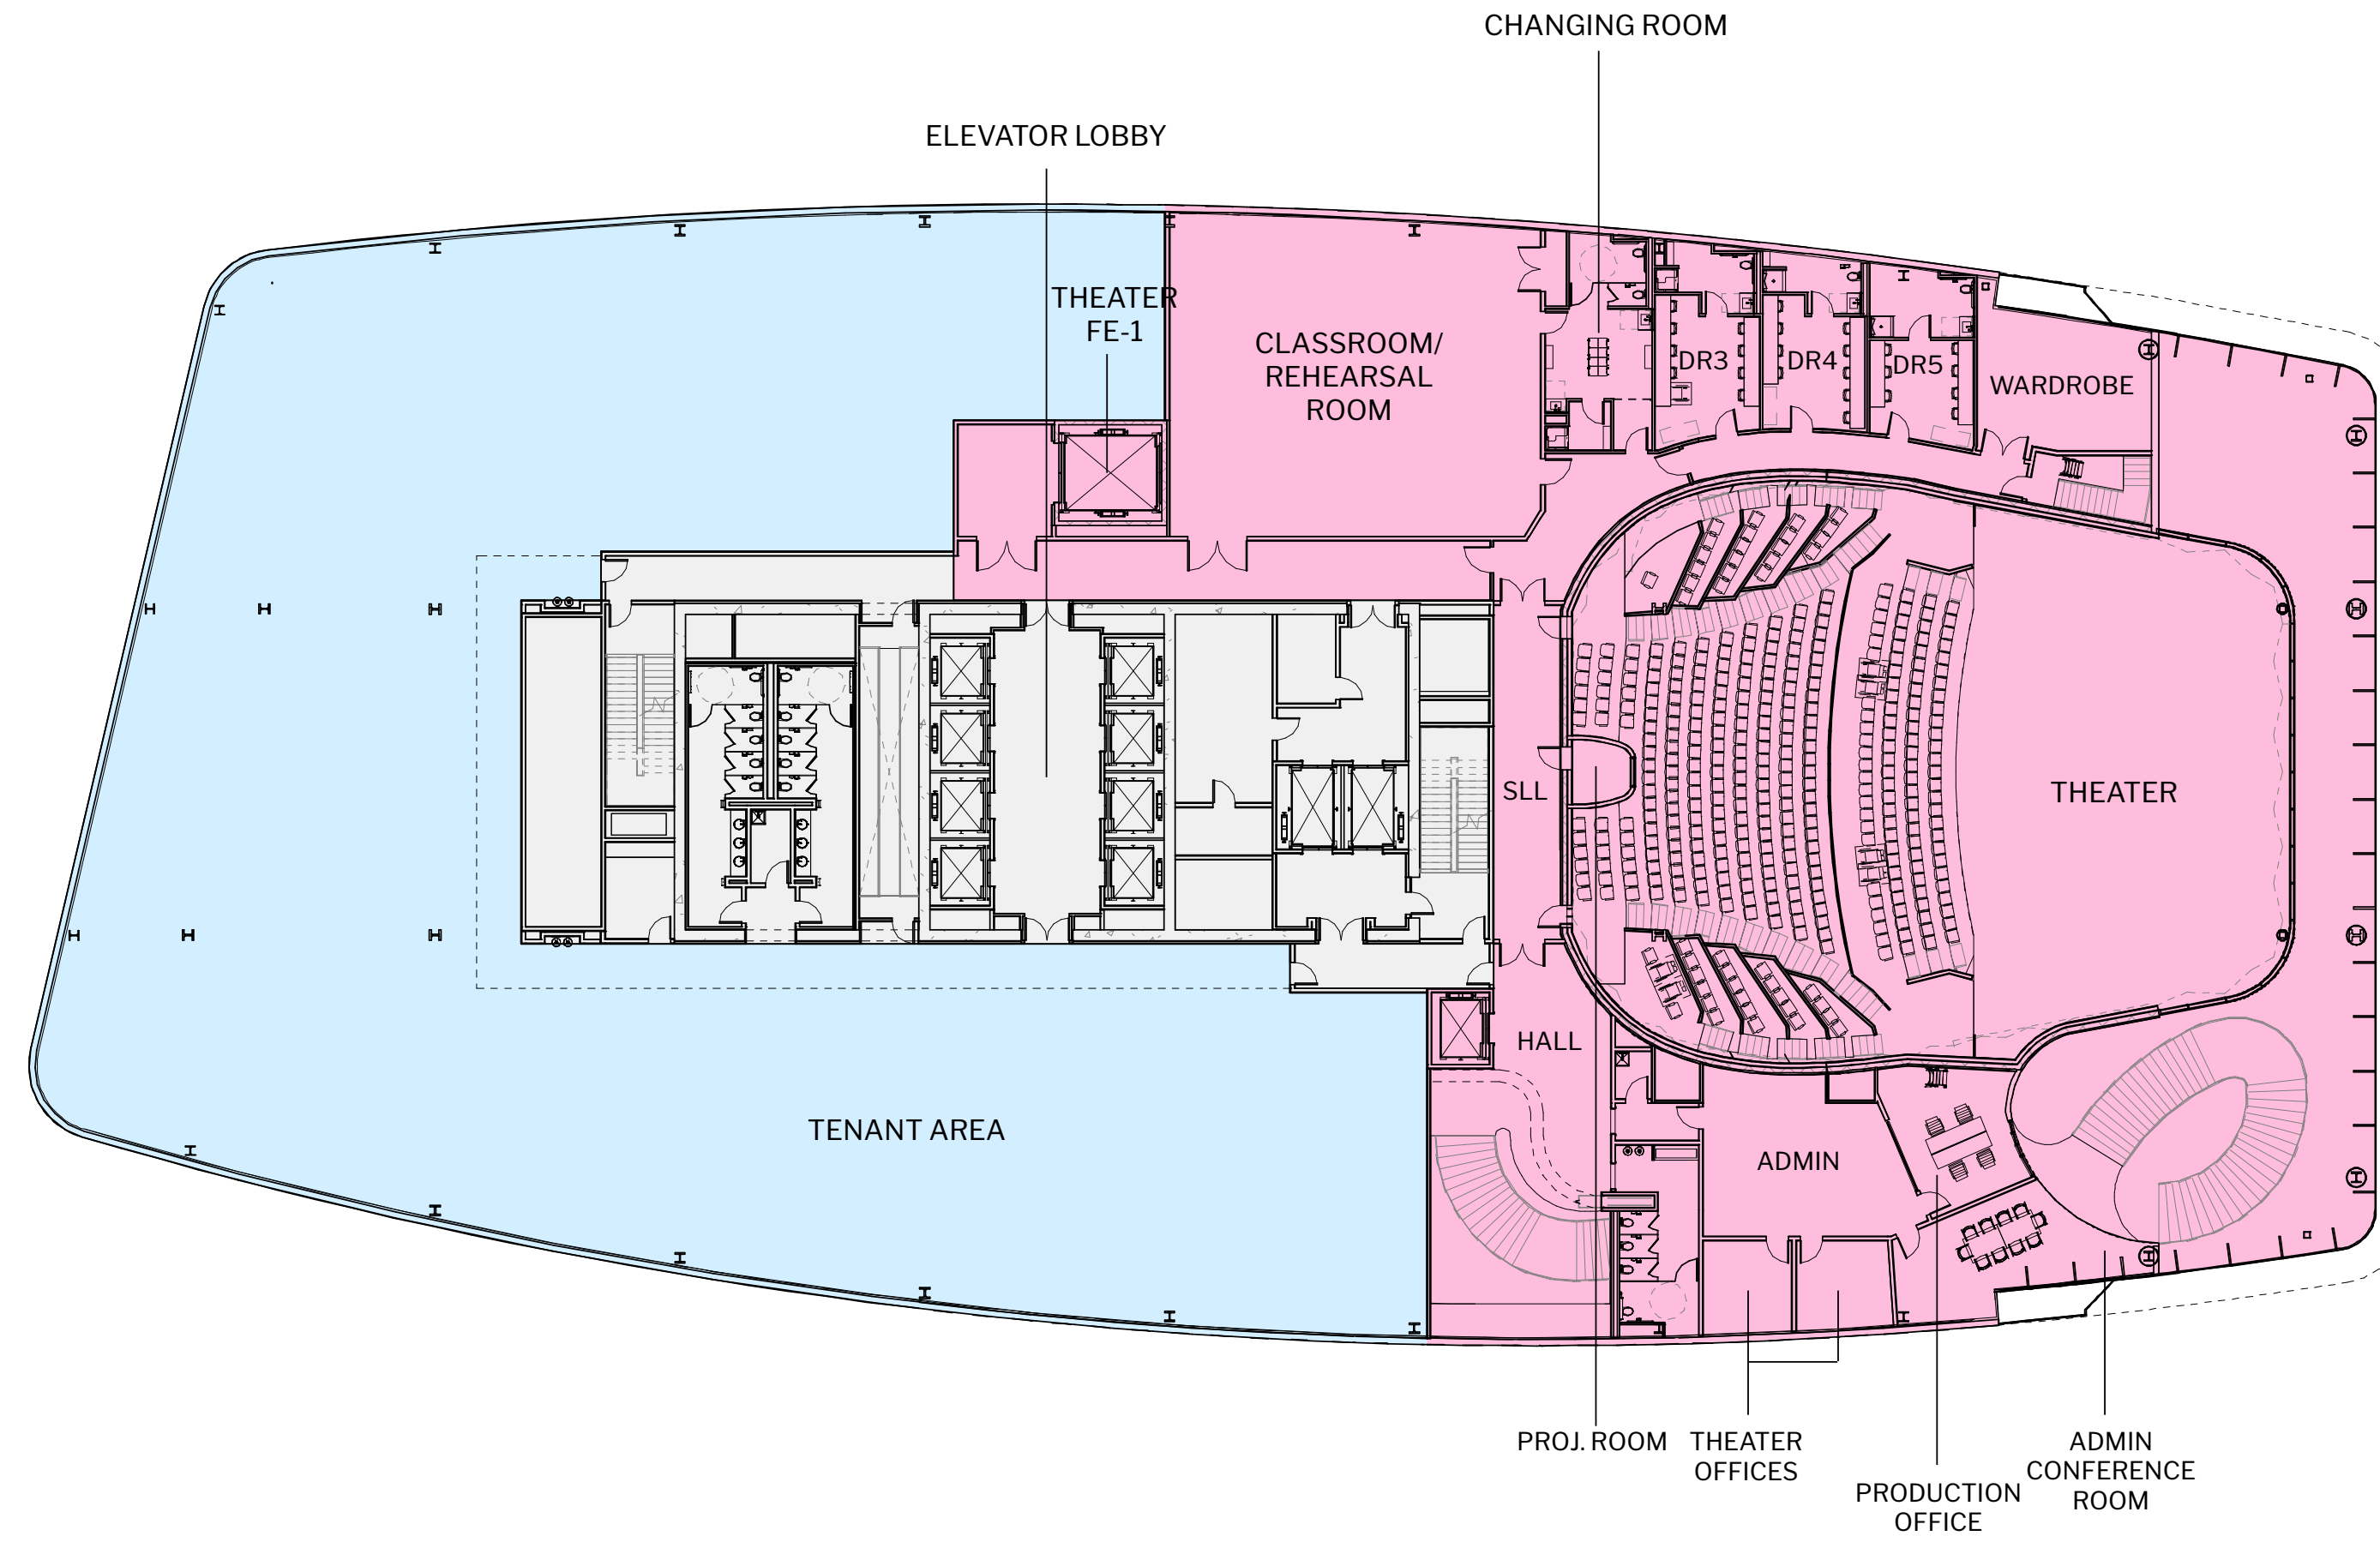 CHANGING ROOM
ELEVATOR LOBBY
THEATER
FE-1
CLASSROOM/
REHEARSAL
ROOM
DR3
DR4
DR5
WARDROBE
SLL
THEATER
HALL
TENANT AREA
ADMIN
PROJ. ROOM
THEATER
OFFICES
PRODUCTION
OFFICE
ADMIN
CONFERENCE
ROOM